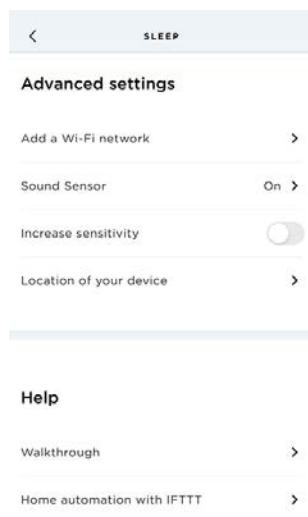 SLEEP
Advanced settings
Add a Wi-Fi network
Sound Sensor On
Increase sensitivity
Location of your device
Help
Walkthrough
Home automation with IFTTT